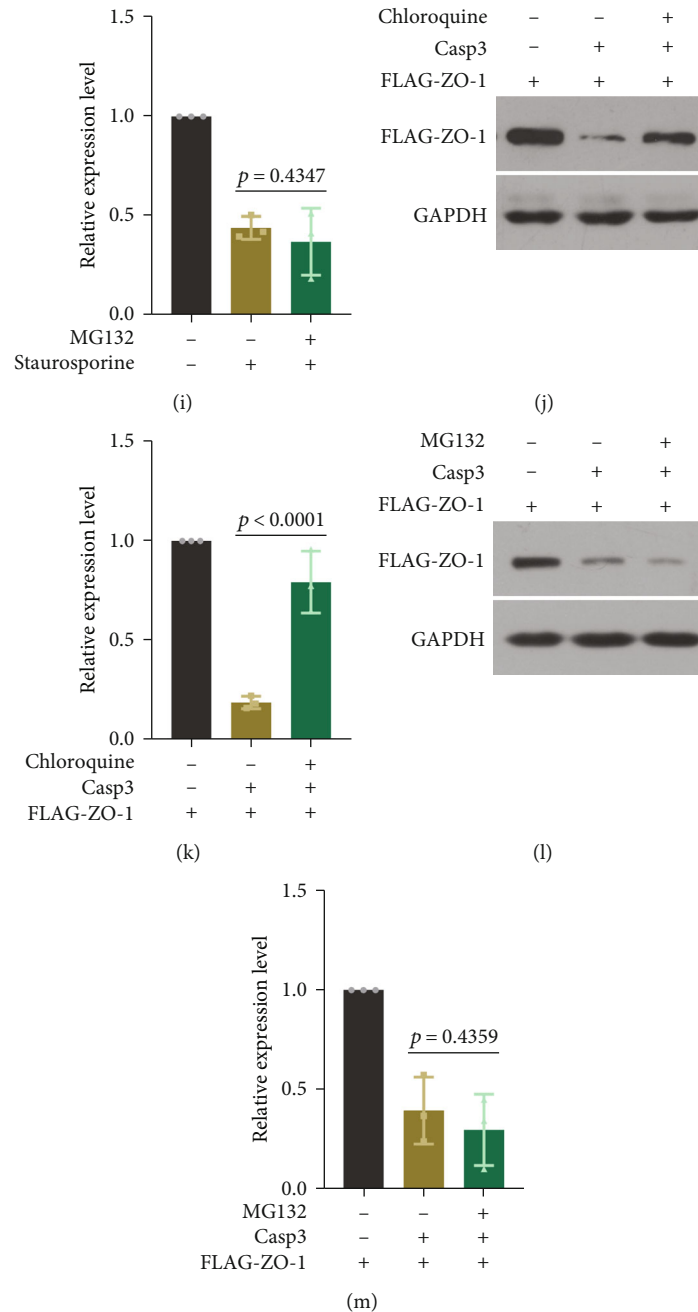 1.5
1.0
0.5
0.0
Relative expression level
p = 0.4347
MG132 – – +
Staurosporine – + +
(i)
Chloroquine – – +
Casp3 – + +
FLAG-ZO-1 + + +
FLAG-ZO-1
GAPDH
(j)
1.5
1.0
0.5
0.0
Relative expression level
p < 0.0001
Chloroquine – – +
Casp3 – + +
FLAG-ZO-1 + + +
(k)
MG132 – – +
Casp3 – + +
FLAG-ZO-1 + + +
FLAG-ZO-1
GAPDH
(l)
1.5
1.0
0.5
0.0
Relative expression level
p = 0.4359
MG132 – – +
Casp3 – + +
FLAG-ZO-1 + + +
(m)